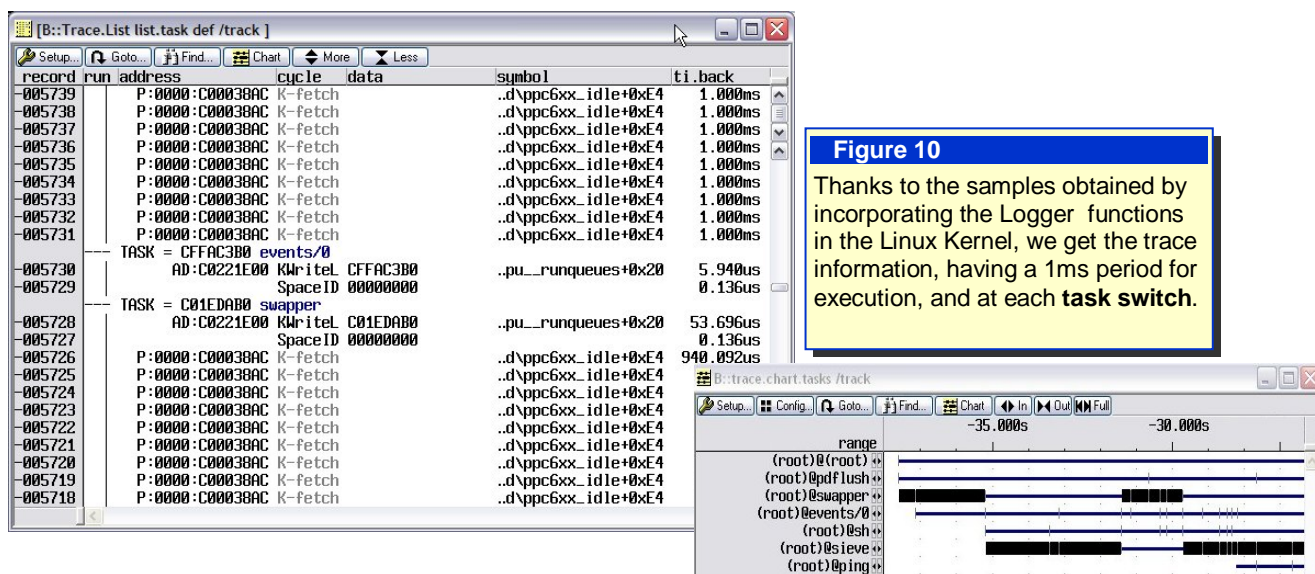 [B::Trace.List list.task def /track ]
Setup... Goto... Find... Chart More Less
record run address cycle data symbol ti.back
-005739 P:0000:C00038AC K-fetch ..d\ppc6xx_idle+0xE4 1.000ms
-005738 P:0000:C00038AC K-fetch ..d\ppc6xx_idle+0xE4 1.000ms
-005737 P:0000:C00038AC K-fetch ..d\ppc6xx_idle+0xE4 1.000ms
-005736 P:0000:C00038AC K-fetch ..d\ppc6xx_idle+0xE4 1.000ms
-005735 P:0000:C00038AC K-fetch ..d\ppc6xx_idle+0xE4 1.000ms
-005734 P:0000:C00038AC K-fetch ..d\ppc6xx_idle+0xE4 1.000ms
-005733 P:0000:C00038AC K-fetch ..d\ppc6xx_idle+0xE4 1.000ms
-005732 P:0000:C00038AC K-fetch ..d\ppc6xx_idle+0xE4 1.000ms
-005731 P:0000:C00038AC K-fetch ..d\ppc6xx_idle+0xE4 1.000ms
--- TASK = CFFAC3B0 events/0
-005730 AD:C0221E00 KWriteL CFFAC3B0 ..pu__runqueues+0x20 5.940us
-005729 SpaceID 00000000 0.136us
--- TASK = C01EDAB0 swapper
-005728 AD:C0221E00 KWriteL C01EDAB0 ..pu__runqueues+0x20 53.696us
-005727 SpaceID 00000000 0.136us
-005726 P:0000:C00038AC K-fetch ..d\ppc6xx_idle+0xE4 940.092us
-005725 P:0000:C00038AC K-fetch ..d\ppc6xx_idle+0xE4
-005724 P:0000:C00038AC K-fetch ..d\ppc6xx_idle+0xE4
-005723 P:0000:C00038AC K-fetch ..d\ppc6xx_idle+0xE4
-005722 P:0000:C00038AC K-fetch ..d\ppc6xx_idle+0xE4
-005721 P:0000:C00038AC K-fetch ..d\ppc6xx_idle+0xE4
-005720 P:0000:C00038AC K-fetch ..d\ppc6xx_idle+0xE4
-005719 P:0000:C00038AC K-fetch ..d\ppc6xx_idle+0xE4
-005718 P:0000:C00038AC K-fetch ..d\ppc6xx_idle+0xE4
Figure 10
Thanks to the samples obtained by
incorporating the Logger functions
in the Linux Kernel, we get the trace
information, having a 1ms period for
execution, and at each task switch.
B::trace.chart.tasks /track
Setup... Config... Goto... Find... Chart In Out Full
-35.000s -30.000s
range
(root)@(root)
(root)@pdflush
(root)@swapper
(root)@events/0
(root)@sh
(root)@sieve
(root)@ping